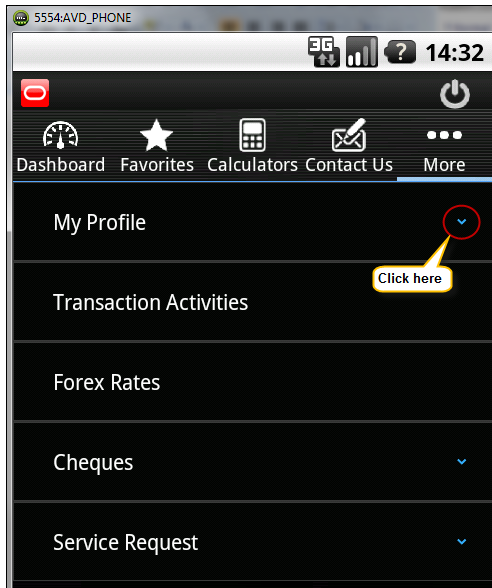 5554:AVD_PHONE
3G ? 14:32
Dashboard Favorites Calculators Contact Us More
My Profile
Click here
Transaction Activities
Forex Rates
Cheques
Service Request